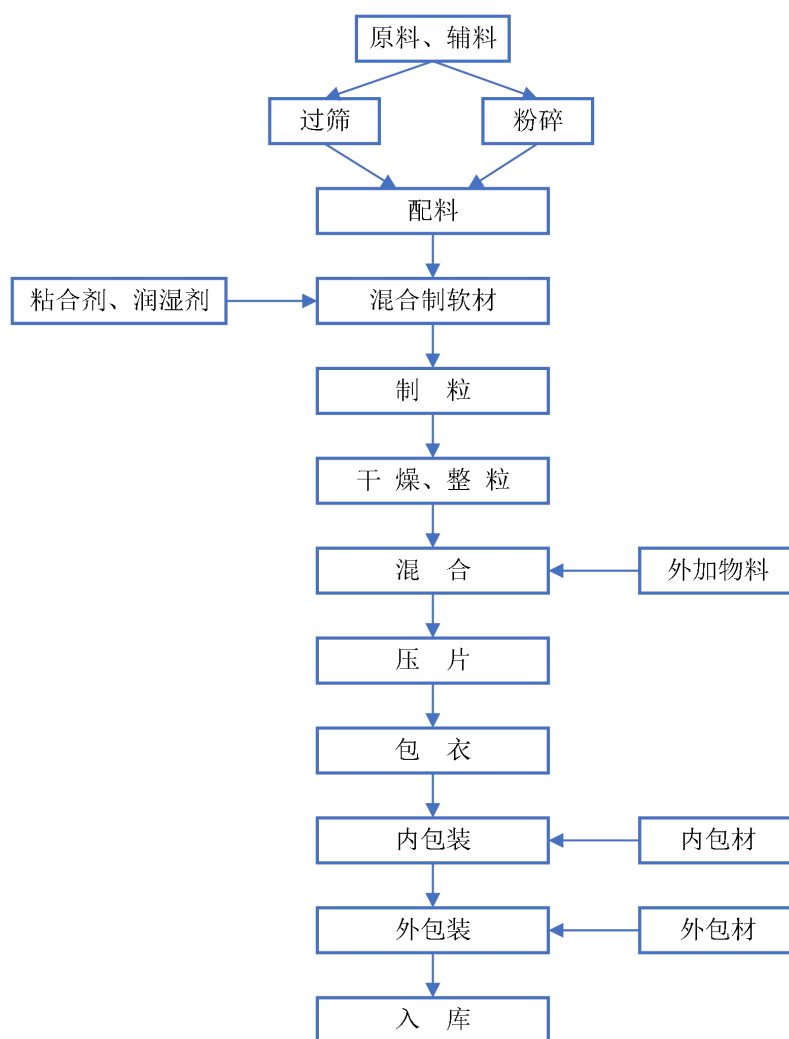 原料、辅料
过筛
粉碎
配料
粘合剂、润湿剂
混合制软材
制 粒
干 燥、整 粒
混 合
外加物料
压 片
包 衣
内包装
内包材
外包装
外包材
入 库